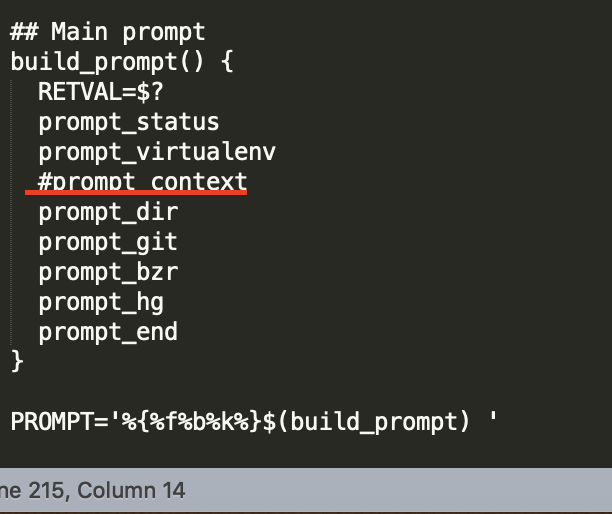 ## Main prompt
build_prompt() {
  RETVAL=$?
  prompt_status
  prompt_virtualenv
  #prompt_context
  prompt_dir
  prompt_git
  prompt_bzr
  prompt_hg
  prompt_end
}

PROMPT='%{%f%b%k%}$(build_prompt) '
ne 215, Column 14